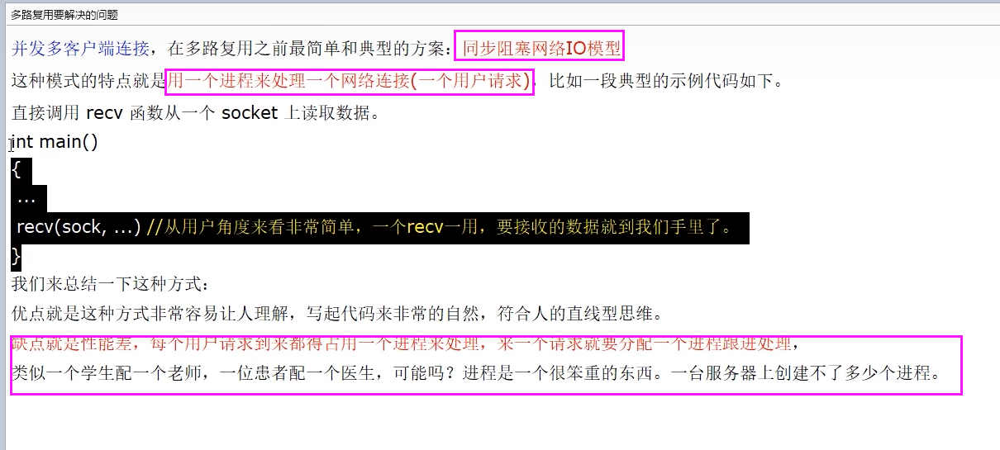 多路复用要解决的问题
并发多客户端连接，在多路复用之前最简单和典型的方案：同步阻塞网络IO模型
这种模式的特点就是用一个进程来处理一个网络连接(一个用户请求)，比如一段典型的示例代码如下。
直接调用 recv 函数从一个 socket 上读取数据。
int main()
{
...
recv(sock, ...) //从用户角度来看非常简单，一个recv一用，要接收的数据就到我们手里了。
}
我们来总结一下这种方式：
优点就是这种方式非常容易让人理解，写起代码来非常的自然，符合人的直线型思维。
缺点就是性能差，每个用户请求到来都得占用一个进程来处理，来一个请求就要分配一个进程跟进处理，
类似一个学生配一个老师，一位患者配一个医生，可能吗？进程是一个很笨重的东西。一台服务器上创建不了多少个进程。